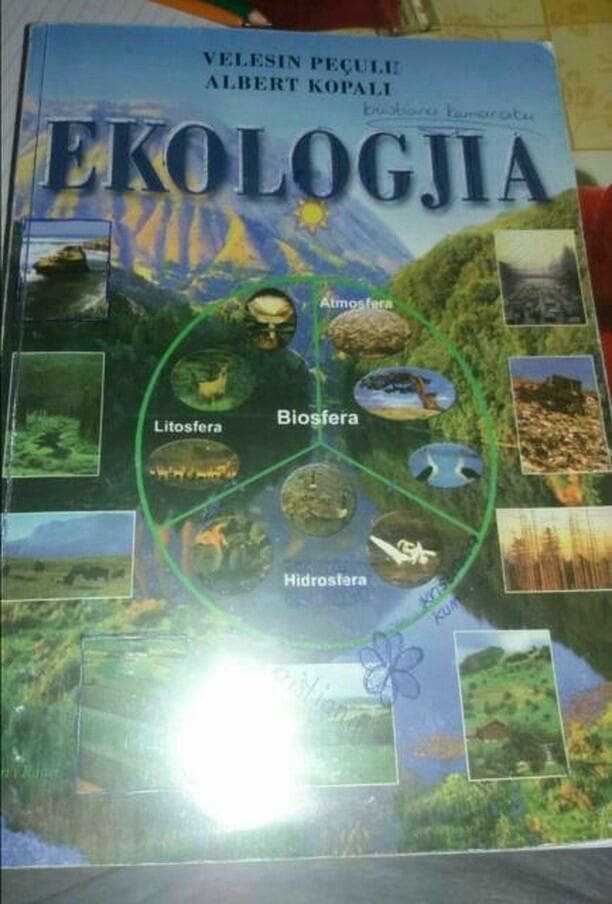 VELESIN PEÇULI
ALBERT KOPALI
EKOLOGJIA
Atmosfera
Biosfera
Litosfera
Hidrosfera